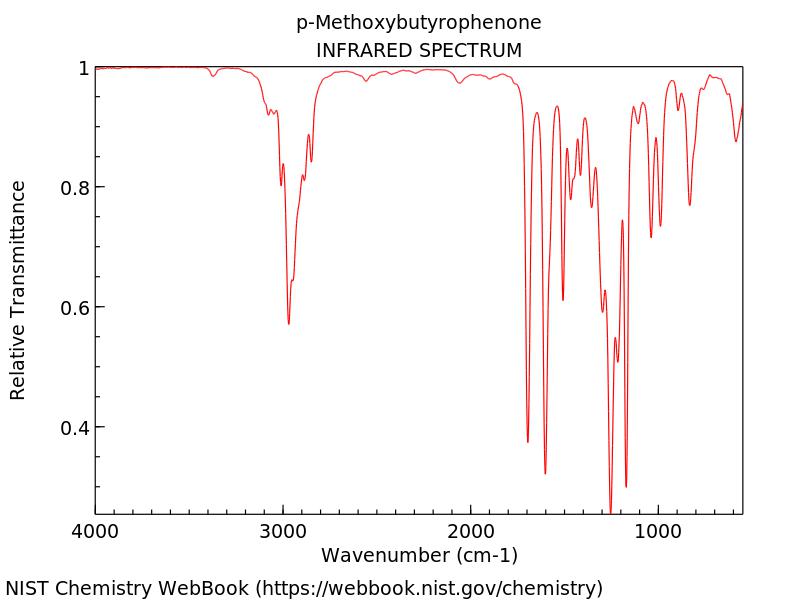 p-Methoxybutyrophenone
INFRARED SPECTRUM
1
0.8
0.6
0.4
Relative Transmittance
4000 3000 2000 1000
Wavenumber (cm-1)
NIST Chemistry WebBook (https://webbook.nist.gov/chemistry)